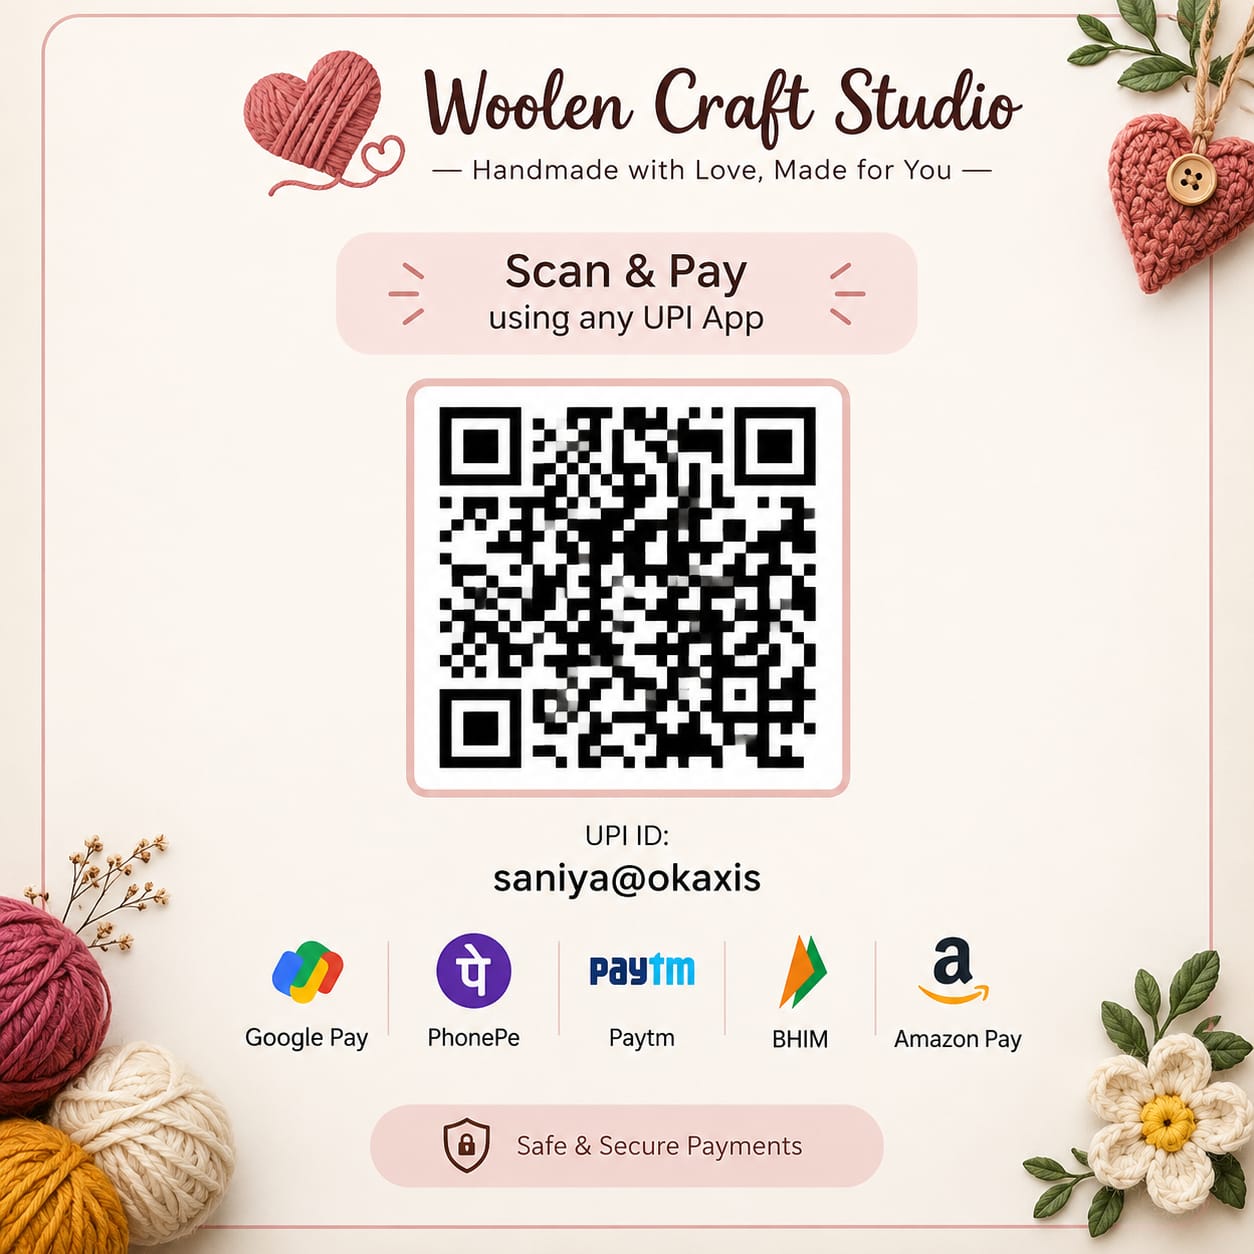 Woolen Craft Studio
— Handmade with Love, Made for You —
Scan & Pay
using any UPI App
UPI ID:
saniya@okaxis
पे
paytm
a
Google Pay
PhonePe
Paytm
BHIM
Amazon Pay
Safe & Secure Payments